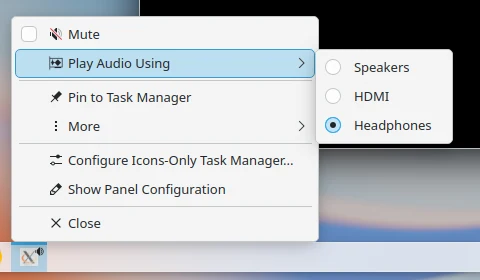 Mute
Play Audio Using
Speakers
HDMI
Headphones
Pin to Task Manager
More
Configure Icons-Only Task Manager...
Show Panel Configuration
Close